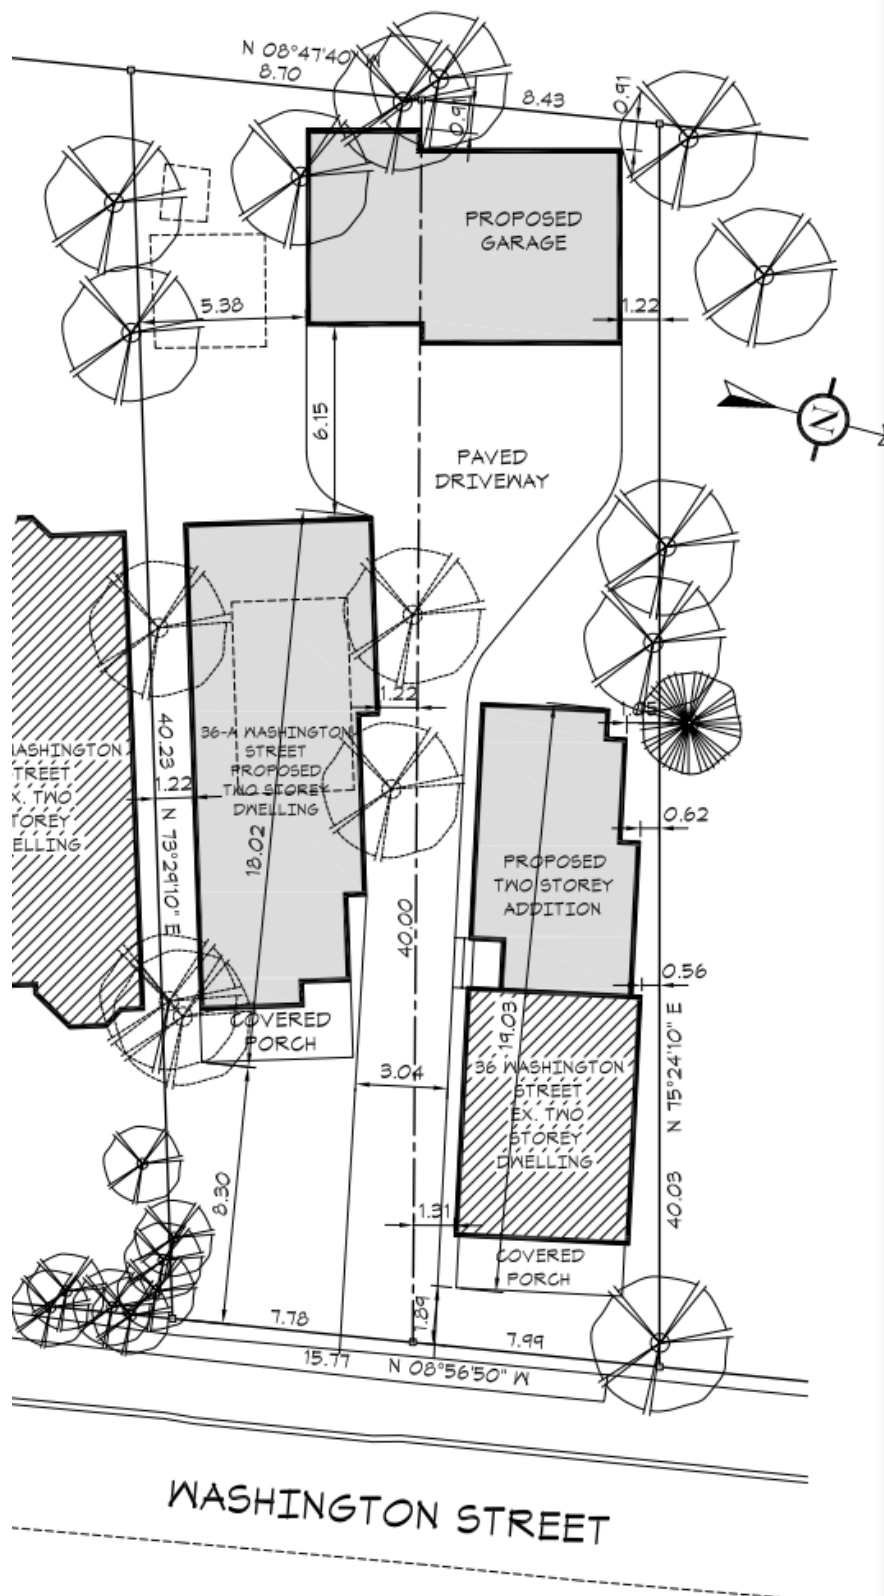 N 08°47'40" W
8.70
8.43
0.91
0.91
PROPOSED
GARAGE
5.38
1.22
6.15
N
PAVED
DRIVEWAY
1.22
36-A WASHINGTON
STREET
PROPOSED
TWO STOREY
DWELLING
40.23 N 73°29'10" E
1.22
18.02
WASHINGTON
STREET
EX. TWO
STOREY
DWELLING
0.62
PROPOSED
TWO STOREY
ADDITION
40.00
0.56
COVERED
PORCH
19.03
3.04
36 WASHINGTON
STREET
EX. TWO
STOREY
DWELLING
40.03 N 75°24'10" E
8.30
1.31
COVERED
PORCH
1.89
7.78
7.99
15.77
N 08°56'50" W
WASHINGTON STREET